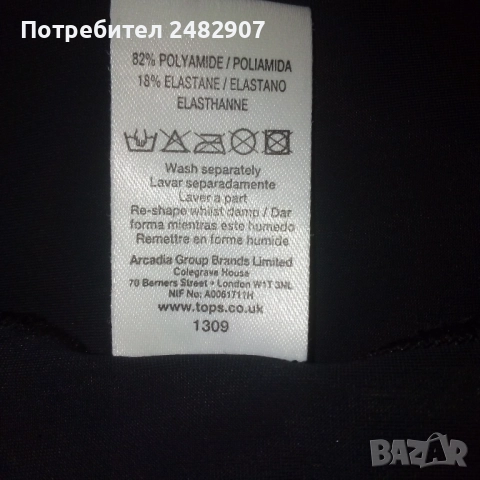 Потребител 2482907
82% POLYAMIDE / POLIAMIDA
18% ELASTANE / ELASTANO
ELASTHANNE
Wash separately
Lavar separadamente
Laver a part
Re-shape whilst damp / Dar
forma mientras este humedo
Remettre en forme humide
Arcadia Group Brands Limited
Colegrave House
70 Berners Street • London W1T 3NL
NIF No: A0061711H
www.tops.co.uk
1309
BAZAR